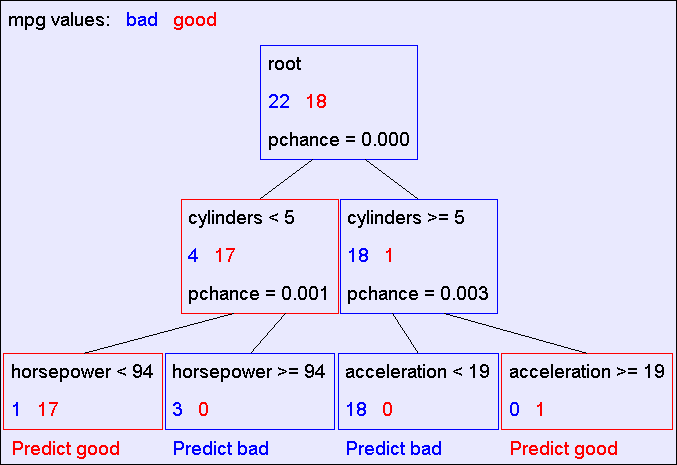 mpg values: bad good
root
22 18
pchance = 0.000
cylinders < 5
4 17
pchance = 0.001
cylinders >= 5
18 1
pchance = 0.003
horsepower < 94
1 17
Predict good
horsepower >= 94
3 0
Predict bad
acceleration < 19
18 0
Predict bad
acceleration >= 19
0 1
Predict good